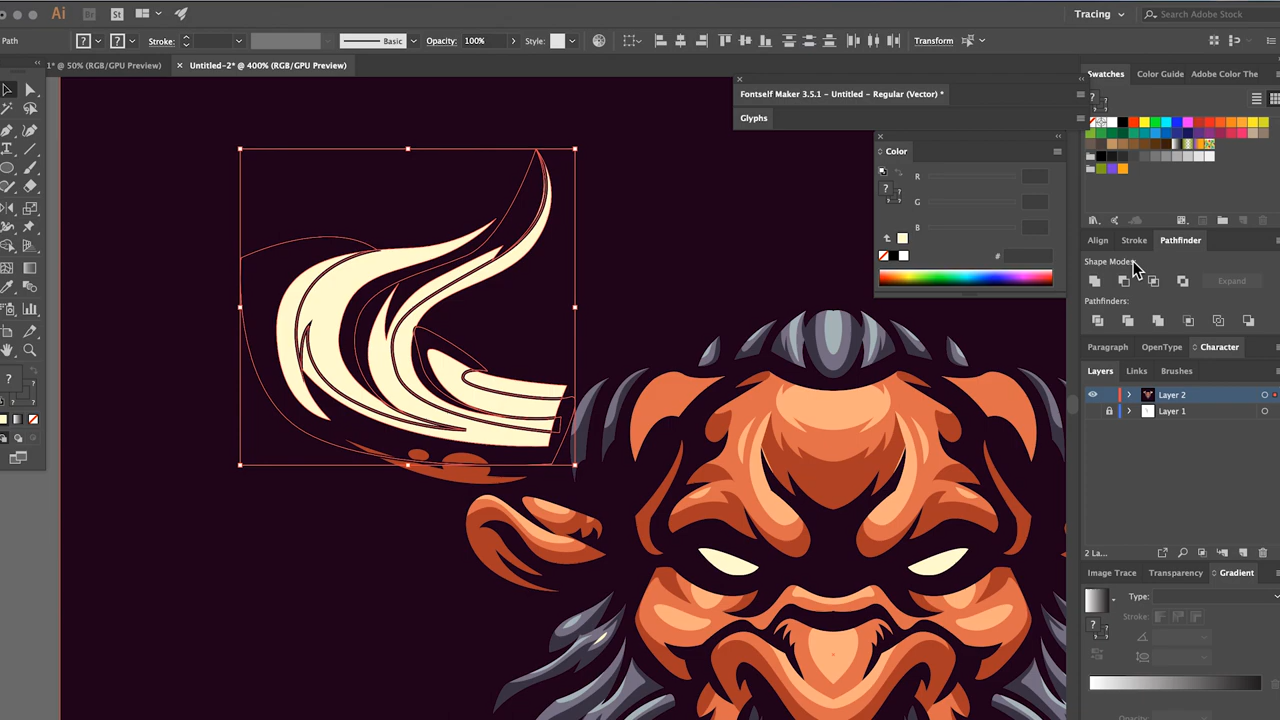 Ai Br St Tracing Search Adobe Stock
Path ? ? Stroke: Basic Opacity: 100% Style: Transform
1* @ 50% (RGB/GPU Preview) × Untitled-2* @ 400% (RGB/GPU Preview)
Swatches Color Guide Adobe Color The
Fontself Maker 3.5.1 – Untitled – Regular (Vector) *
Glyphs
Color
R
G
B
#
Align Stroke Pathfinder
Shape Modes:
Expand
Pathfinders:
Paragraph OpenType Character
Layers Links Brushes
Layer 2
Layer 1
2 La...
Image Trace Transparency Gradient
Type:
Stroke: